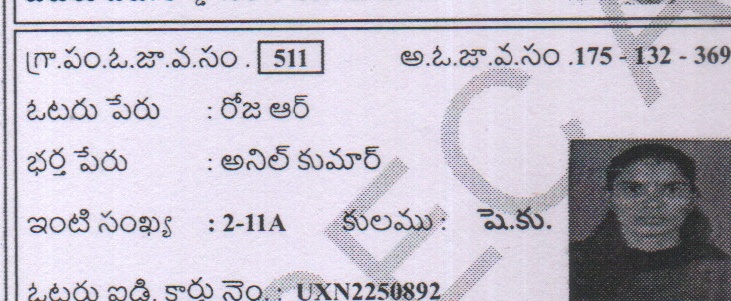 గ్రా.పం.ఓ.జా.వ.సం. 511 అ.ఓ.జా.వ.సం .175 - 132 - 369
ఓటరు పేరు : రోజ ఆర్
భర్త పేరు : అనిల్ కుమార్
ఇంటి సంఖ్య : 2-11A కులము : షె.కు.
ఓటరు ఐడి. కార్డు నెం. : UXN2250892